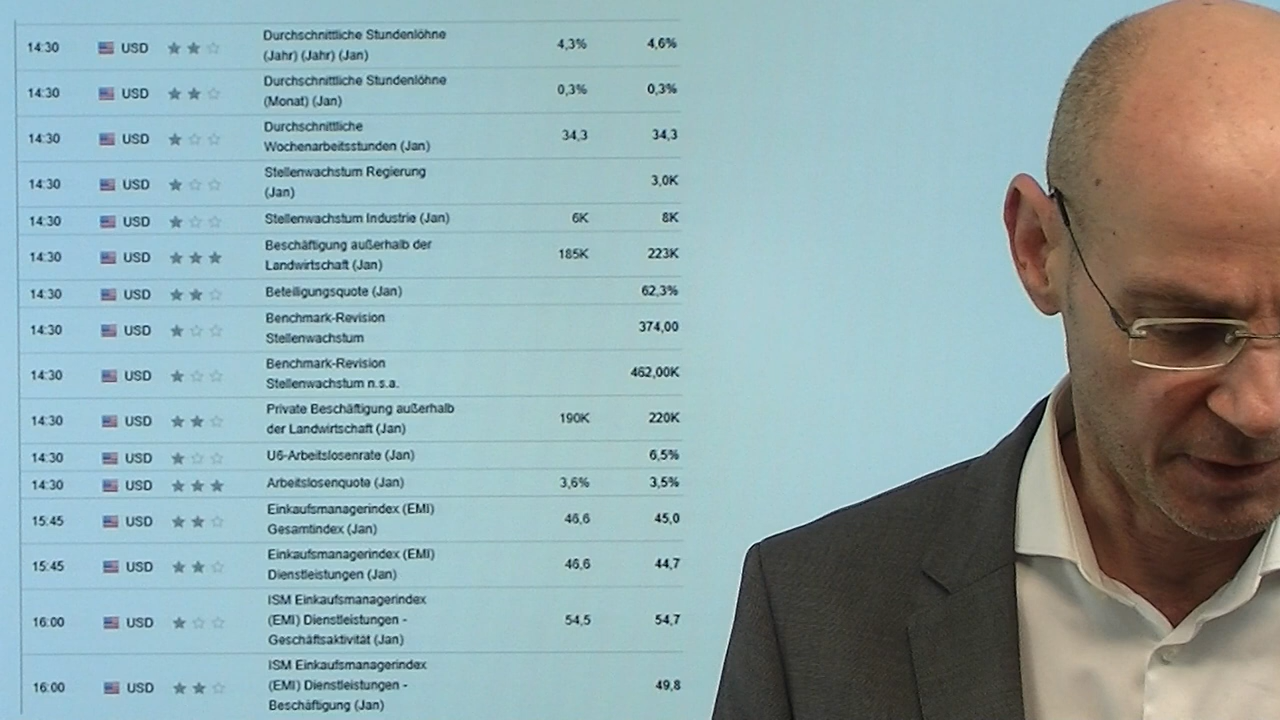 14:30 USD Durchschnittliche Stundenlöhne
(Jahr) (Jahr) (Jan) 4,3% 4,6%
14:30 USD Durchschnittliche Stundenlöhne
(Monat) (Jan) 0,3% 0,3%
14:30 USD Durchschnittliche
Wochenarbeitsstunden (Jan) 34,3 34,3
14:30 USD Stellenwachstum Regierung
(Jan) 3,0K
14:30 USD Stellenwachstum Industrie (Jan) 6K 8K
14:30 USD Beschäftigung außerhalb der
Landwirtschaft (Jan) 185K 223K
14:30 USD Beteiligungsquote (Jan) 62,3%
14:30 USD Benchmark-Revision
Stellenwachstum 374,00
14:30 USD Benchmark-Revision
Stellenwachstum n.s.a. 462,00K
14:30 USD Private Beschäftigung außerhalb
der Landwirtschaft (Jan) 190K 220K
14:30 USD U6-Arbeitslosenrate (Jan) 6,5%
14:30 USD Arbeitslosenquote (Jan) 3,6% 3,5%
15:45 USD Einkaufsmanagerindex (EMI)
Gesamtindex (Jan) 46,6 45,0
15:45 USD Einkaufsmanagerindex (EMI)
Dienstleistungen (Jan) 46,6 44,7
16:00 USD ISM Einkaufsmanagerindex
(EMI) Dienstleistungen -
Geschäftsaktivität (Jan) 54,5 54,7
16:00 USD ISM Einkaufsmanagerindex
(EMI) Dienstleistungen -
Beschäftigung (Jan) 49,8